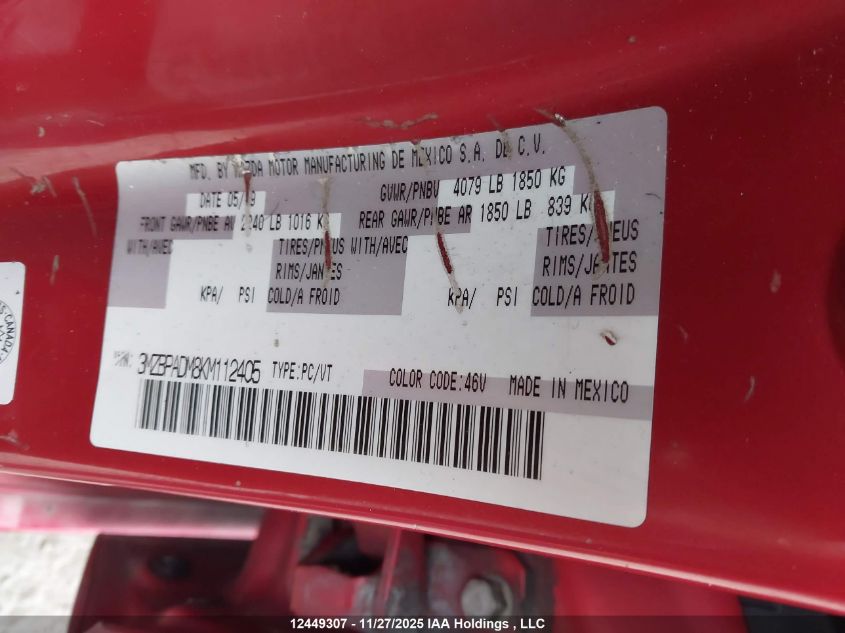 MFD. BY MAZDA MOTOR MANUFACTURING DE MEXICO S.A. DE C.V.
DATE 05/19 GVWR/PNBV 4079 LB 1850 KG
FRONT GAWR/PNBE AV 2240 LB 1016 KG REAR GAWR/PNBE AR 1850 LB 839 KG
WITH/AVEC TIRES/PNEUS WITH/AVEC TIRES/PNEUS
RIMS/JANTES RIMS/JANTES
KPA/ PSI COLD/A FROID KPA/ PSI COLD/A FROID
3MZBPADM3KM112405 TYPE:PC/VT COLOR CODE:46V MADE IN MEXICO
CANADA
12449307 - 11/27/2025 IAA Holdings , LLC